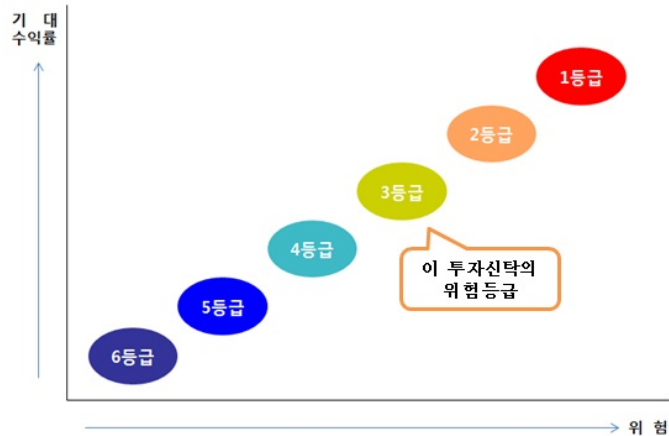 기 대
수익률
1등급
2등급
3등급
4등급
이 투자신탁의
위험등급
5등급
6등급
위 험